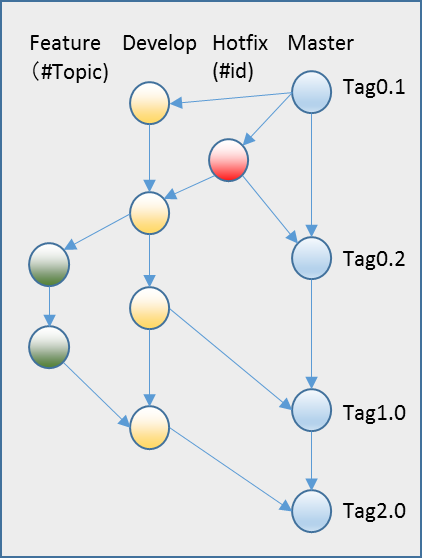 Feature
（#Topic)
Develop
Hotfix
(#id)
Master
Tag0.1
Tag0.2
Tag1.0
Tag2.0